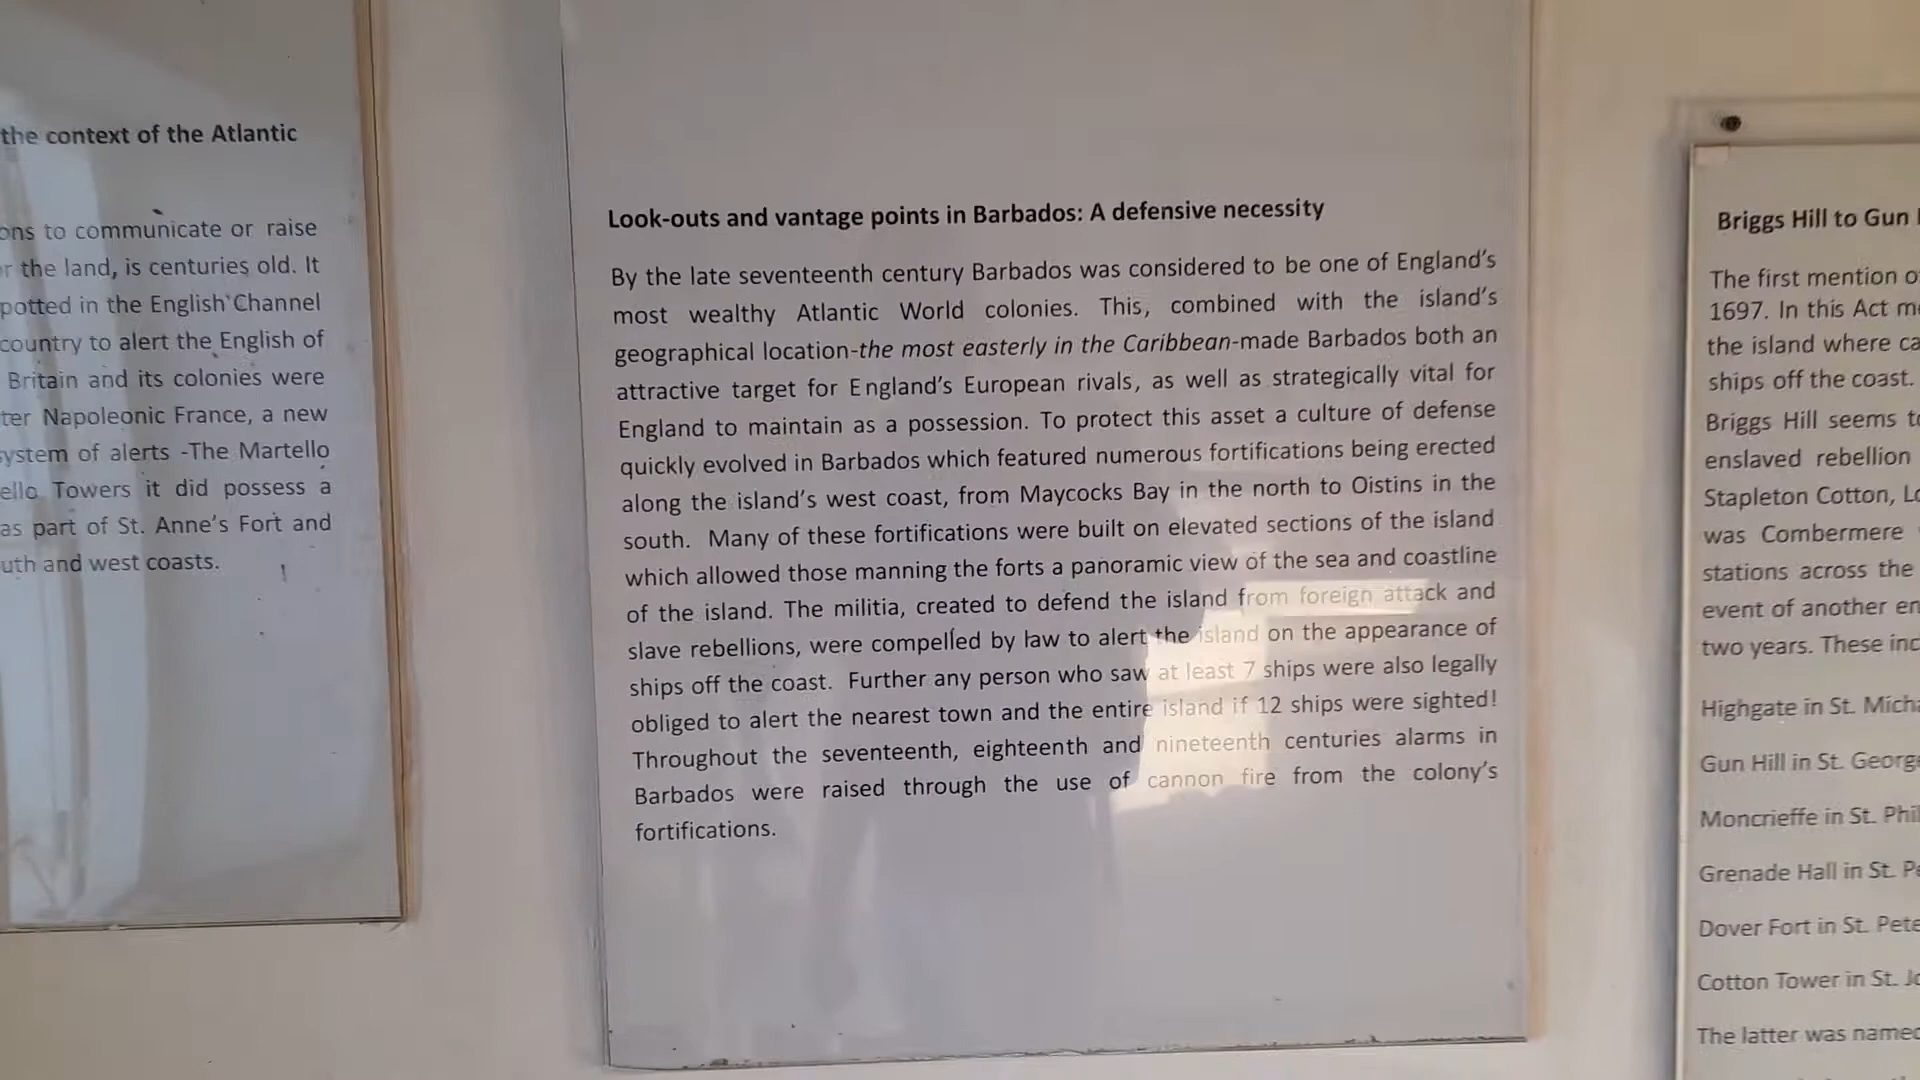 the context of the Atlantic
to communicate or raise
the land, is centuries old. It
in the English Channel
country to alert the English of
Britain and its colonies were
Napoleonic France, a new
of alerts -The Martello
Towers it did possess a
as part of St. Anne's Fort and
and west coasts.
Look-outs and vantage points in Barbados: A defensive necessity
By the late seventeenth century Barbados was considered to be one of England's
most wealthy Atlantic World colonies. This, combined with the island's
geographical location-the most easterly in the Caribbean-made Barbados both an
attractive target for England's European rivals, as well as strategically vital for
England to maintain as a possession. To protect this asset a culture of defense
quickly evolved in Barbados which featured numerous fortifications being erected
along the island's west coast, from Maycocks Bay in the north to Oistins in the
south. Many of these fortifications were built on elevated sections of the island
which allowed those manning the forts a panoramic view of the sea and coastline
of the island. The militia, created to defend the island from foreign attack and
slave rebellions, were compelled by law to alert the island on the appearance of
ships off the coast. Further any person who saw at least 7 ships were also legally
obliged to alert the nearest town and the entire island if 12 ships were sighted!
Throughout the seventeenth, eighteenth and nineteenth centuries alarms in
Barbados were raised through the use of cannon fire from the colony's
fortifications.
Briggs Hill to Gun
The first mention
1697. In this Act
the island where
ships off the coast.
Briggs Hill seems
enslaved rebellion
Stapleton Cotton,
was Combermere
stations across the
event of another
two years. These
Highgate in St.
Gun Hill in St.
Moncrieffe in St.
Grenade Hall in St.
Dover Fort in St.
Cotton Tower in St.
The latter was